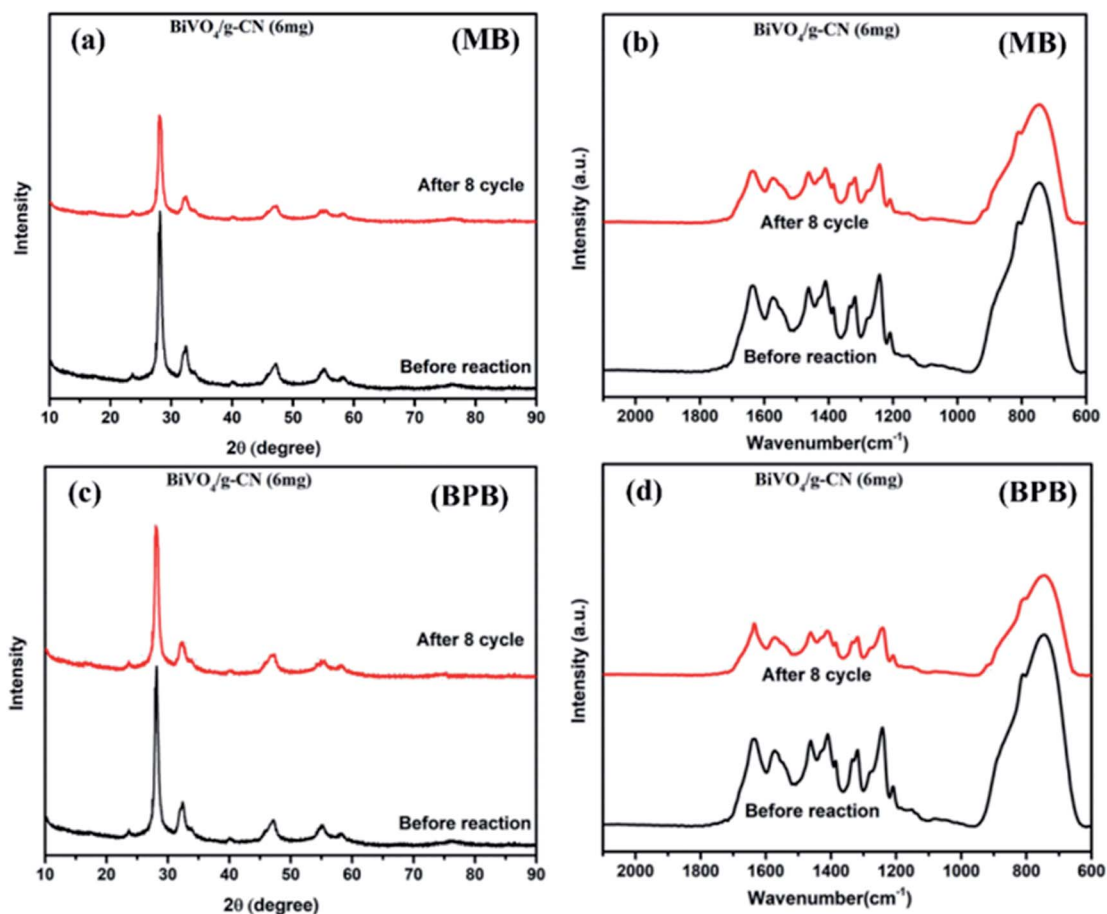 (a)
BiVO4/g-CN (6mg)
(MB)
After 8 cycle
Before reaction
Intensity
10 20 30 40 50 60 70 80 90
2θ (degree)
(b)
BiVO4/g-CN (6mg)
(MB)
After 8 cycle
Before reaction
Intensity (a.u.)
2000 1800 1600 1400 1200 1000 800 600
Wavenumber(cm-1)
(c)
BiVO4/g-CN (6mg)
(BPB)
After 8 cycle
Before reaction
Intensity
10 20 30 40 50 60 70 80 90
2θ (degree)
(d)
BiVO4/g-CN (6mg)
(BPB)
After 8 cycle
Before reaction
Intensity (a.u.)
2000 1800 1600 1400 1200 1000 800 600
Wavenumber(cm-1)